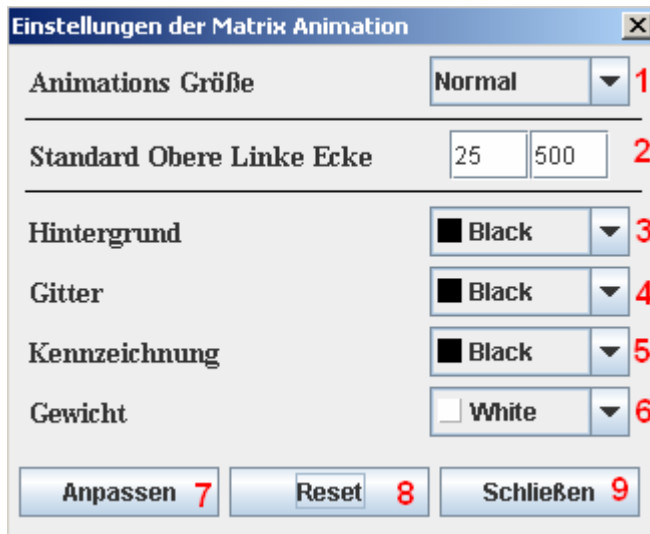 Einstellungen der Matrix Animation
Animations Größe Normal 1
Standard Obere Linke Ecke 25 500 2
Hintergrund Black 3
Gitter Black 4
Kennzeichnung Black 5
Gewicht White 6
Anpassen 7 Reset 8 Schließen 9